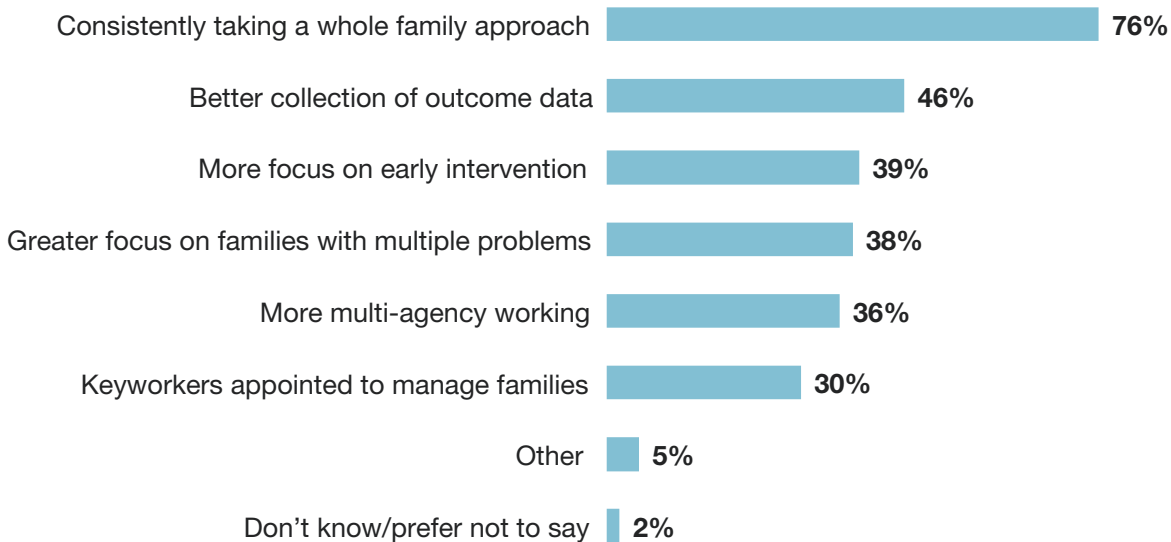 Consistently taking a whole family approach 76%
Better collection of outcome data 46%
More focus on early intervention 39%
Greater focus on families with multiple problems 38%
More multi-agency working 36%
Keyworkers appointed to manage families 30%
Other 5%
Don’t know/prefer not to say 2%